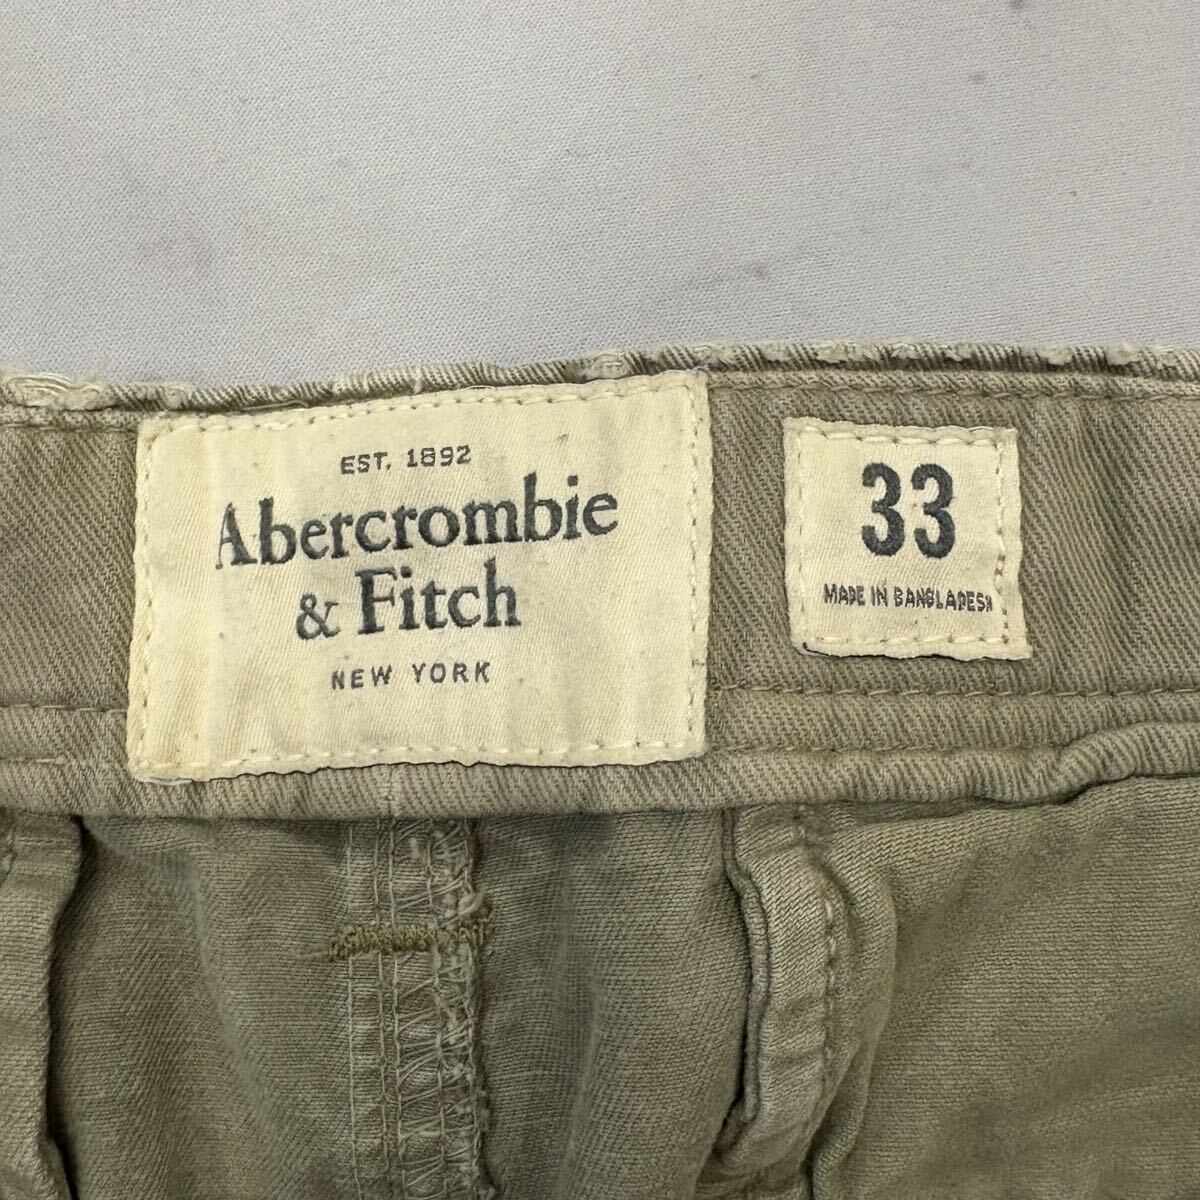 EST. 1892
Abercrombie
& Fitch
NEW YORK
33
MADE IN BANGLADESH